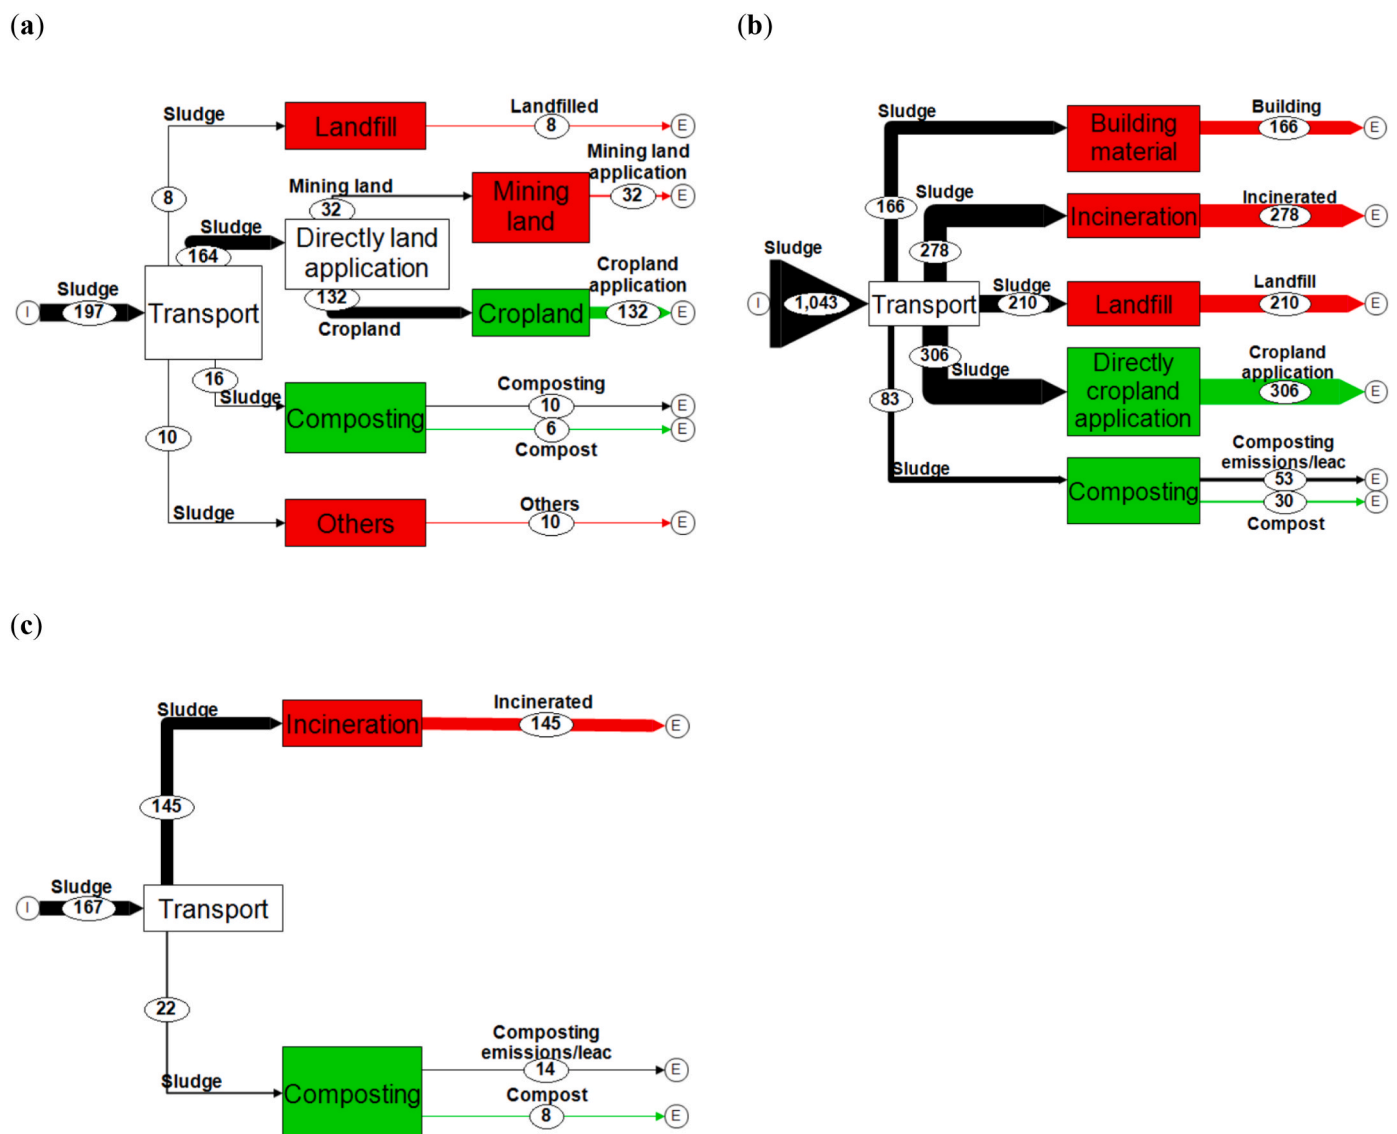 (a)
Sludge
Landfill
Landfilled
8
E
8
Mining land
32
Mining
land
Mining land
application
32
E
Sludge
164
Directly land
application
132
Cropland
Cropland
Cropland
application
132
E
I
Sludge
197
Transport
16
Sludge
Composting
Composting
10
E
6
E
Compost
10
Sludge
Others
Others
10
E
(b)
Sludge
166
Building
material
Building
166
E
Sludge
278
Incineration
Incinerated
278
E
Sludge
I
1,043
Transport
Sludge
210
Landfill
Landfill
210
E
306
Sludge
Directly
cropland
application
Cropland
application
306
E
83
Sludge
Composting
Composting
emissions/leac
53
E
30
E
Compost
(c)
Sludge
Incineration
Incinerated
145
E
145
Sludge
I
167
Transport
22
Sludge
Composting
Composting
emissions/leac
14
E
Compost
8
E